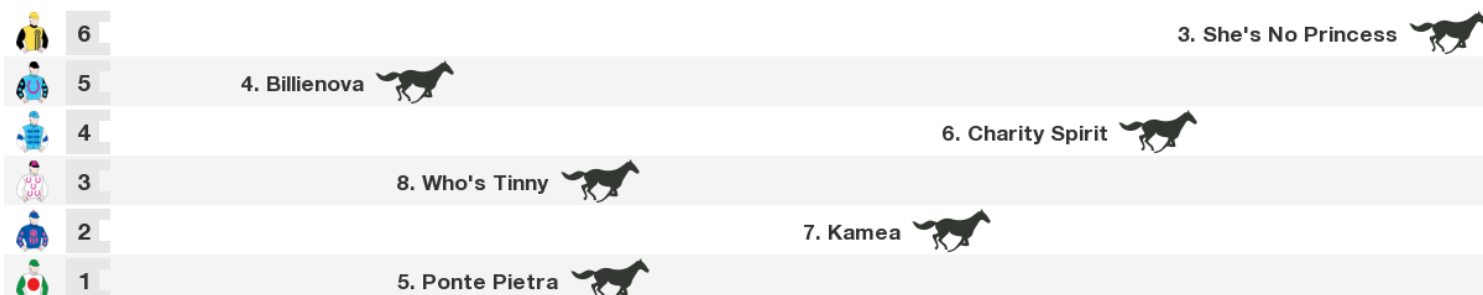 6 3. She's No Princess
5 4. Billienova
4 6. Charity Spirit
3 8. Who's Tinny
2 7. Kamea
1 5. Ponte Pietra